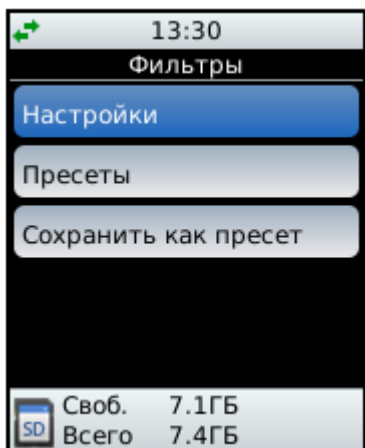 13:30
Фильтры
Настройки
Пресеты
Сохранить как пресет
Своб. 7.1ГБ
SD
Всего 7.4ГБ